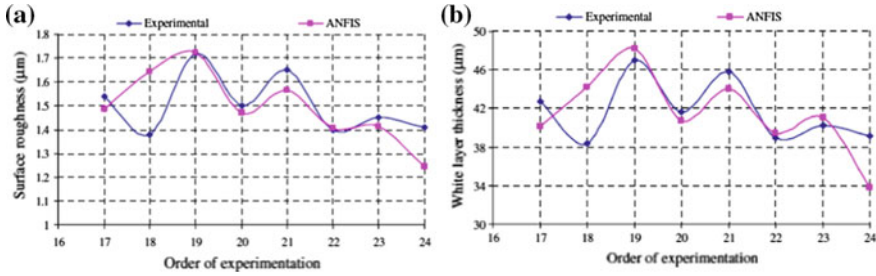 (a)
Experimental
ANFIS
Surface roughness (µm)
1.8
1.7
1.6
1.5
1.4
1.3
1.2
1.1
1
16 17 18 19 20 21 22 23 24
Order of experimentation
(b)
Experimental
ANFIS
White layer thickness (µm)
50
46
42
38
34
30
16 17 18 19 20 21 22 23 24
Order of experimentation